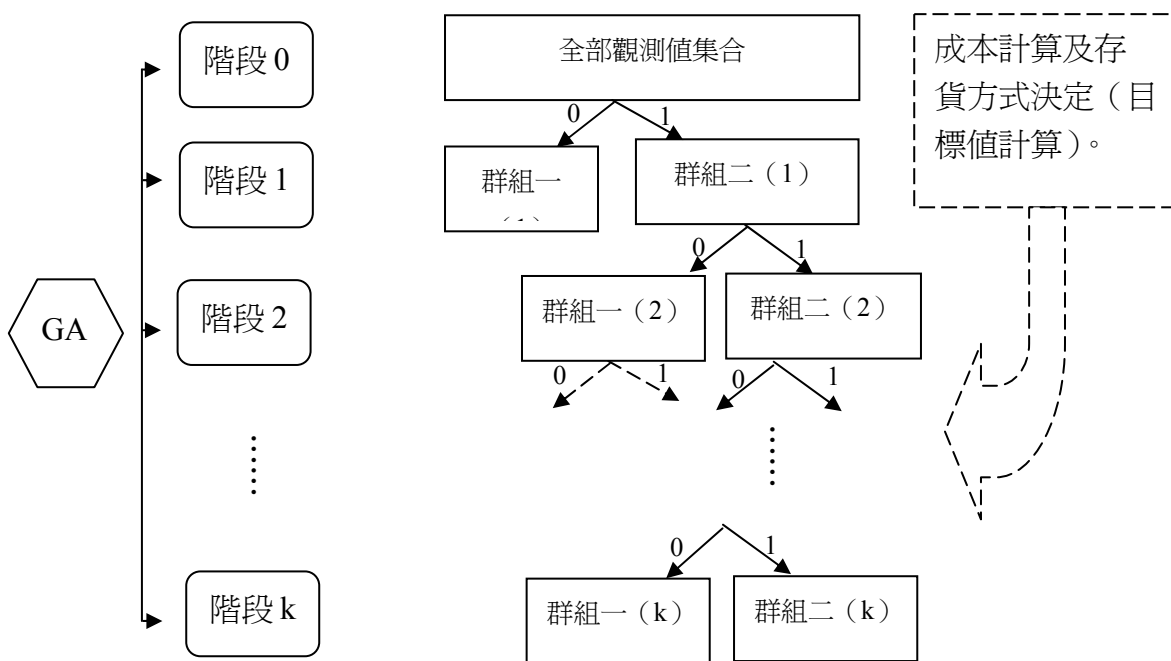 階段 0
全部觀測值集合
成本計算及存
貨方式決定（目
標值計算）。
0
1
階段 1
群組一
群組二（1）
0
1
GA
階段 2
群組一（2）
群組二（2）
0
1
0
1
0
1
階段 k
群組一（k）
群組二（k）